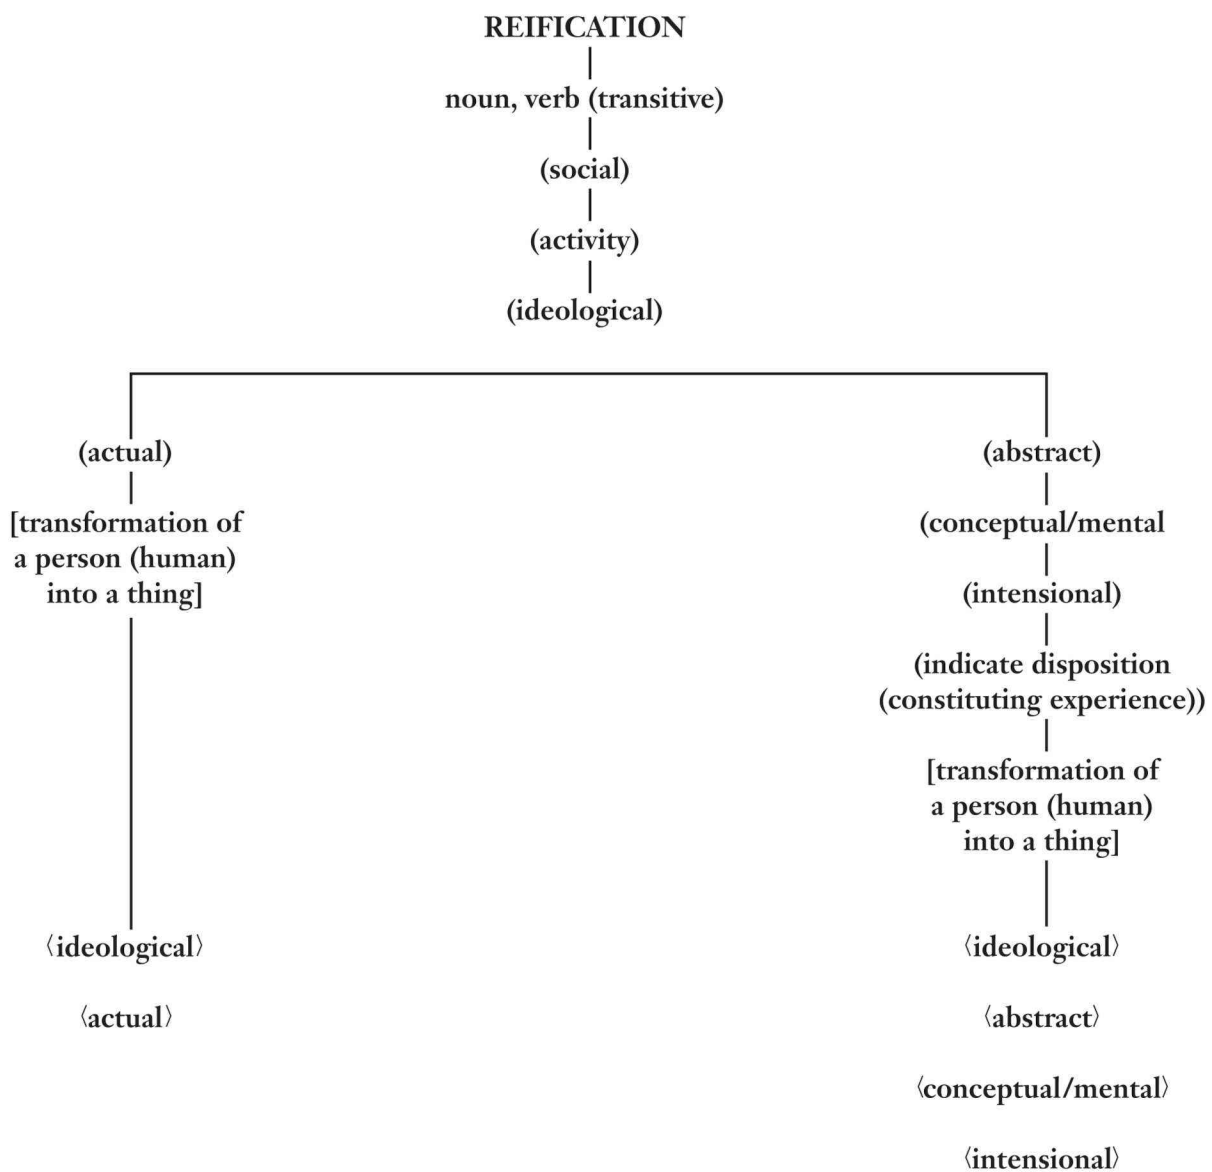 REIFICATION
noun, verb (transitive)
(social)
(activity)
(ideological)
(actual)
[transformation of
a person (human)
into a thing]
〈ideological〉
〈actual〉
(abstract)
(conceptual/mental
(intensional)
(indicate disposition
(constituting experience))
[transformation of
a person (human)
into a thing]
〈ideological〉
〈abstract〉
〈conceptual/mental〉
〈intensional〉